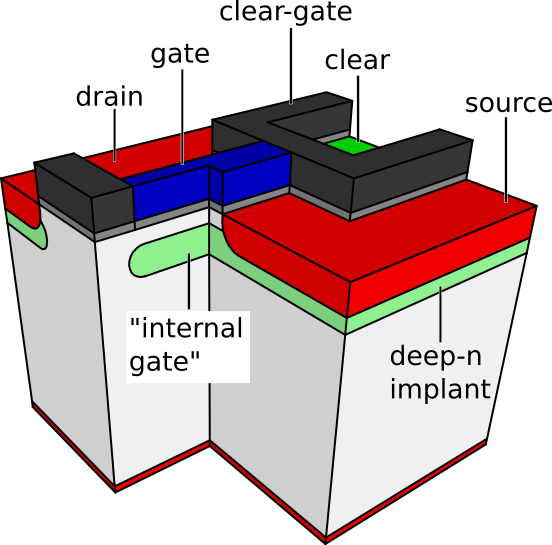 clear-gate
gate
clear
drain
source
"internal
gate"
deep-n
implant